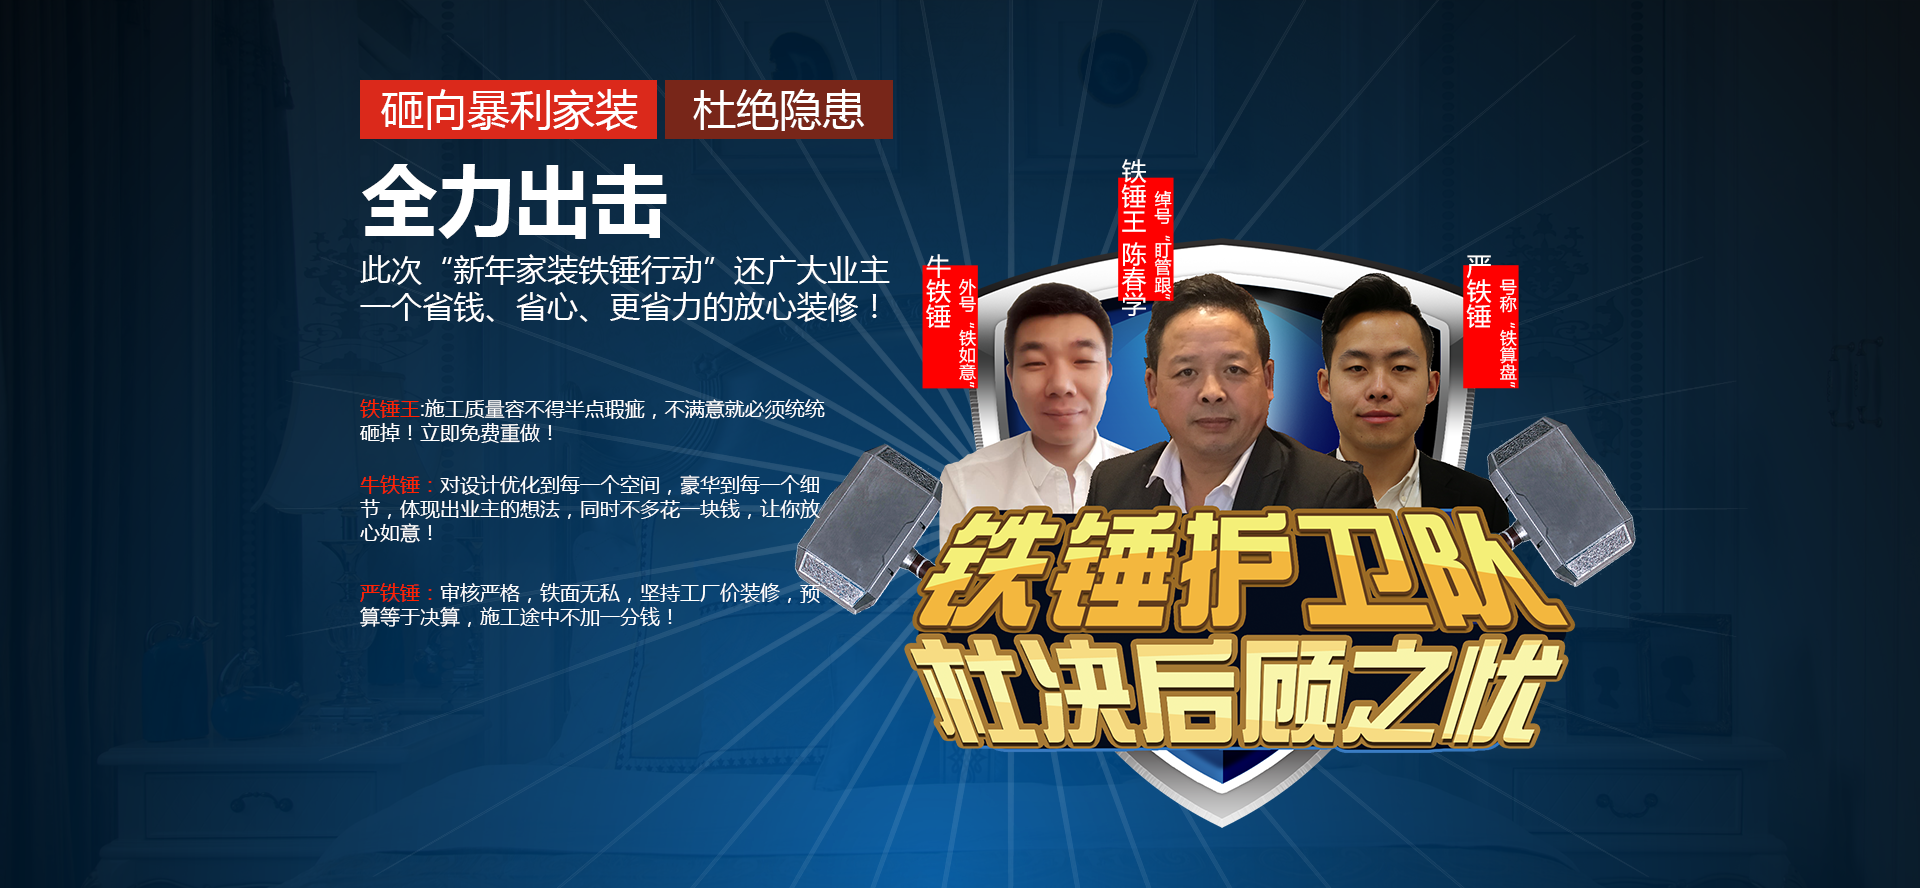 砸向暴利家装 杜绝隐患
全力出击
此次“新年家装铁锤行动”还广大业主
一个省钱、省心、更省力的放心装修！
铁锤王:施工质量容不得半点瑕疵，不满意就必须统统
砸掉！立即免费重做！
牛铁锤：对设计优化到每一个空间，豪华到每一个细
节，体现出业主的想法，同时不多花一块钱，让你放
心如意！
严铁锤：审核严格，铁面无私，坚持工厂价装修，预
算等于决算，施工途中不加一分钱！
牛铁锤
外号“铁如意”
铁锤王 陈春学
绰号“盯管跟”
严铁锤
号称“铁算盘”
铁锤护卫队
杜决后顾之忧